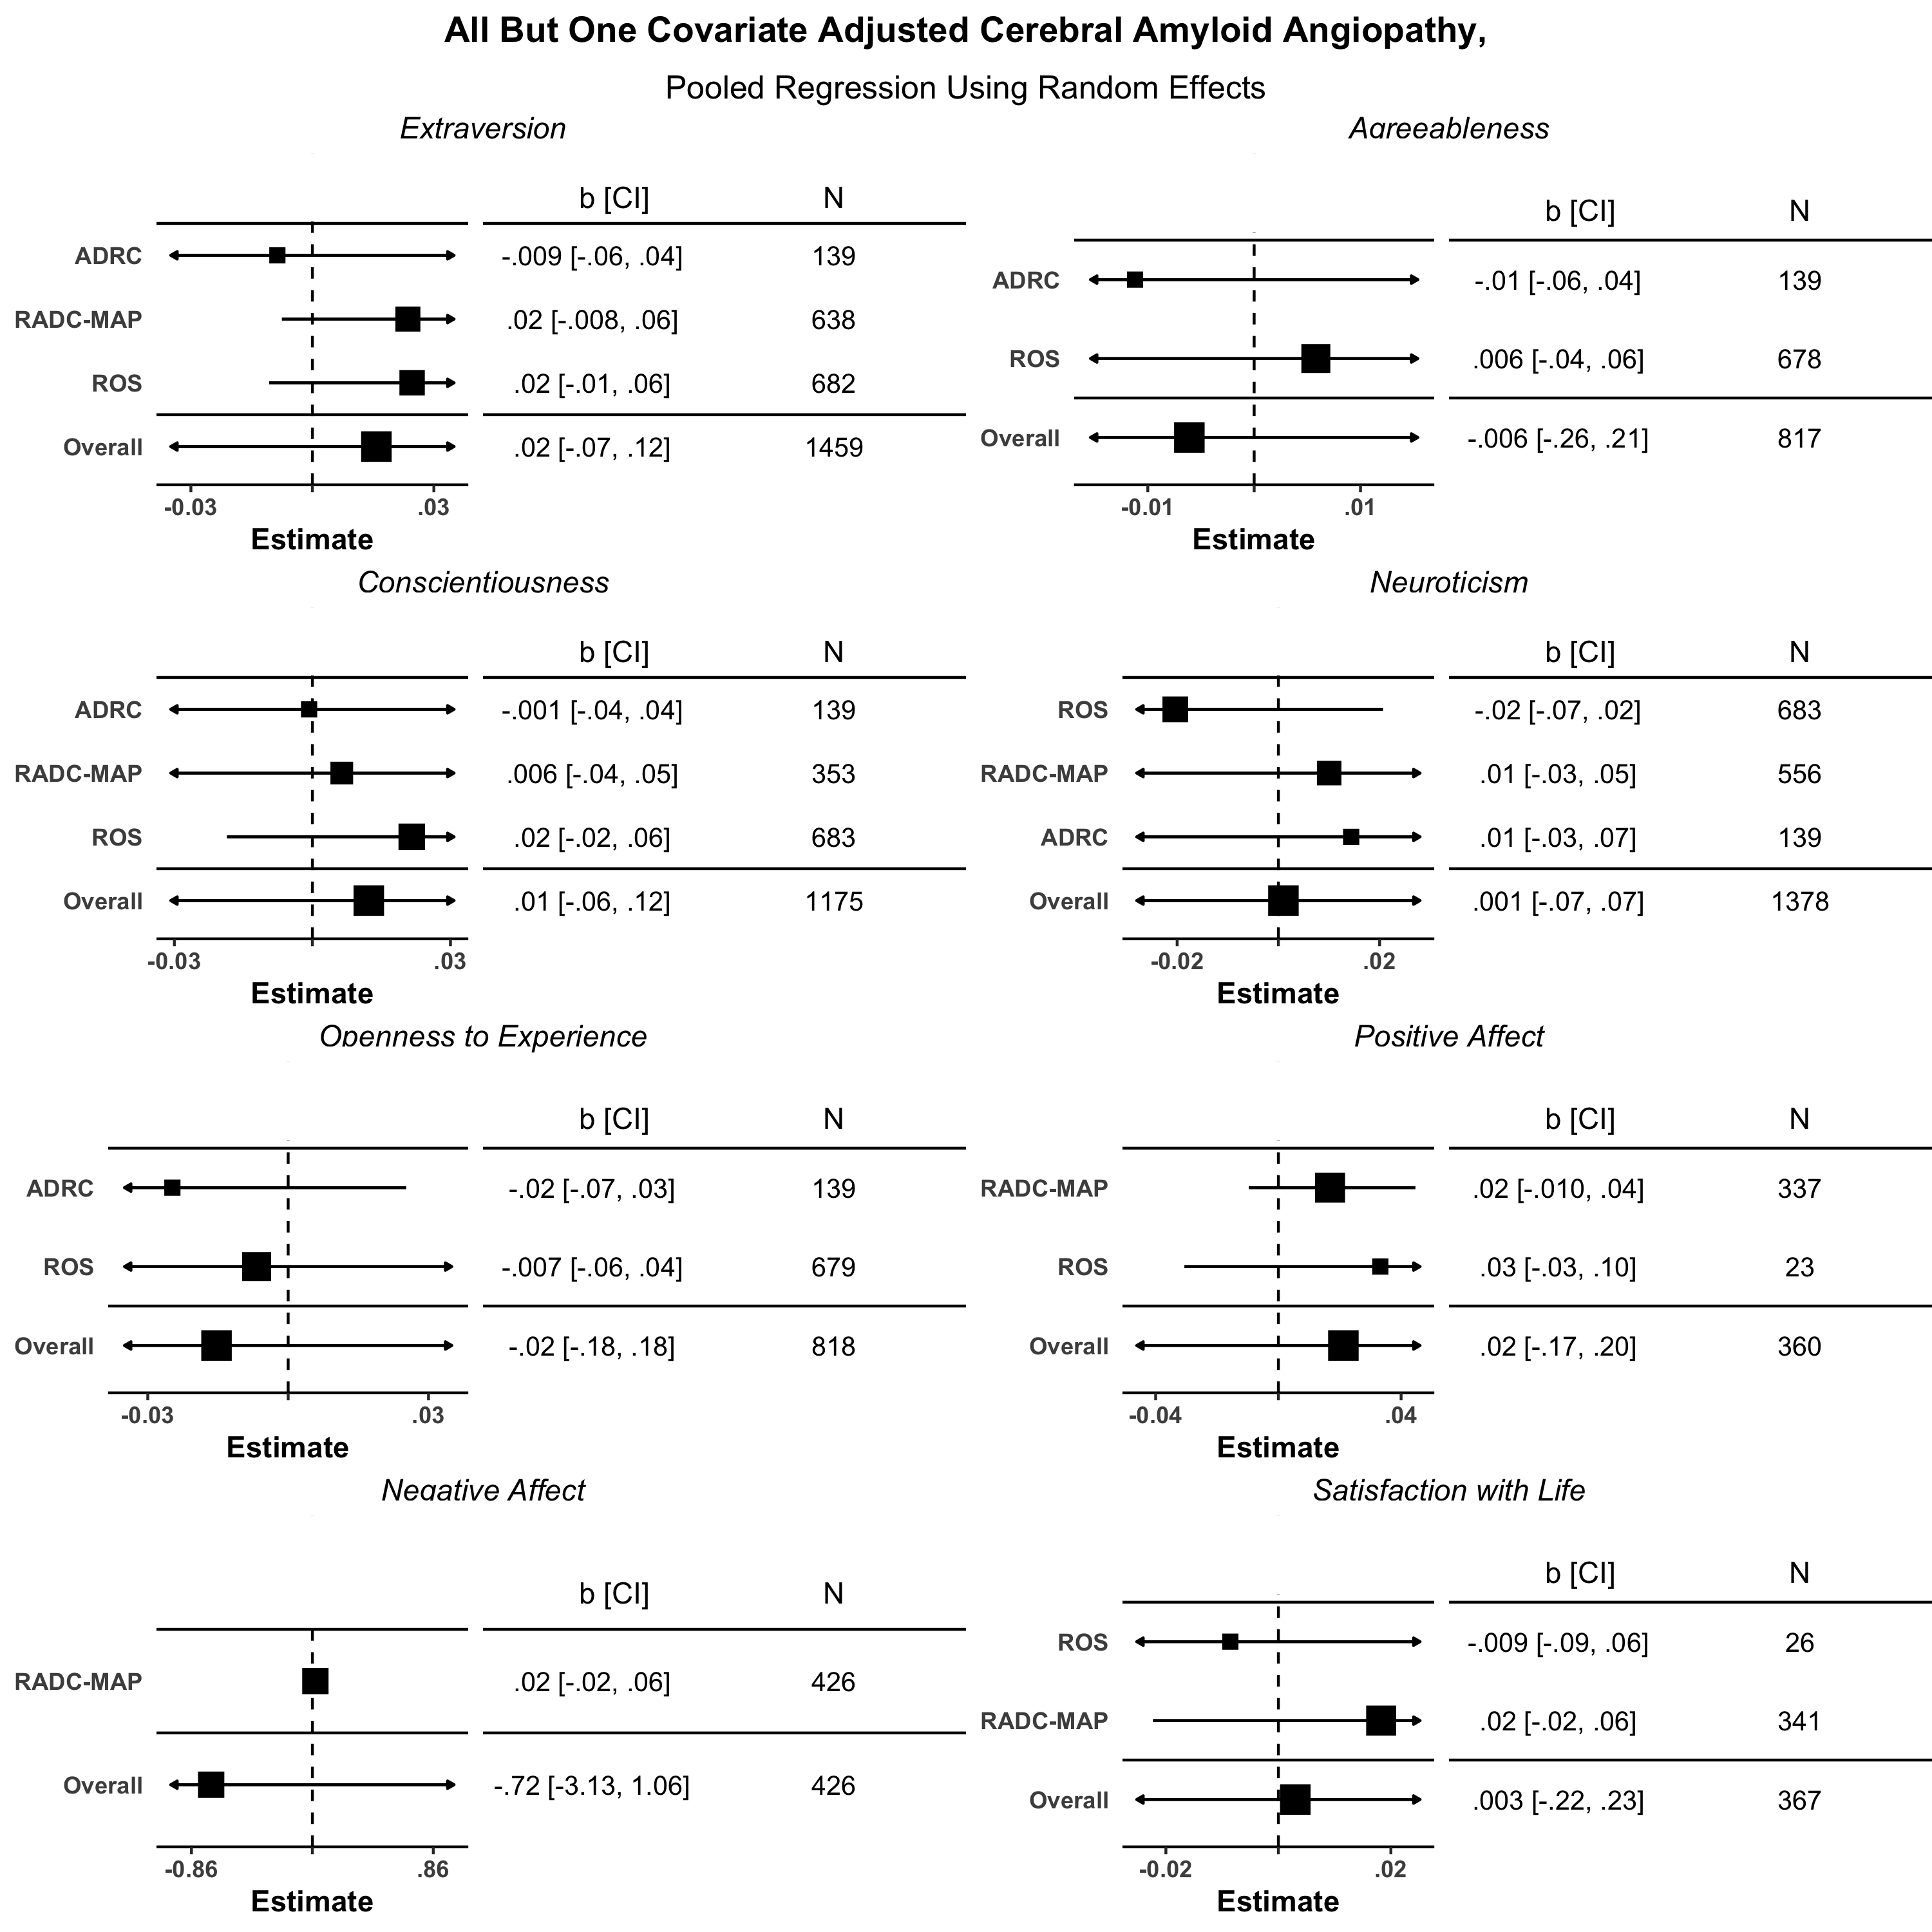 All But One Covariate Adjusted Cerebral Amyloid Angiopathy,
Pooled Regression Using Random Effects
Extraversion
b [CI] N
ADRC -.009 [-.06, .04] 139
RADC-MAP .02 [-.008, .06] 638
ROS .02 [-.01, .06] 682
Overall .02 [-.07, .12] 1459
-0.03 .03
Estimate
Agreeableness
b [CI] N
ADRC -.01 [-.06, .04] 139
ROS .006 [-.04, .06] 678
Overall -.006 [-.26, .21] 817
-0.01 .01
Estimate
Conscientiousness
b [CI] N
ADRC -.001 [-.04, .04] 139
RADC-MAP .006 [-.04, .05] 353
ROS .02 [-.02, .06] 683
Overall .01 [-.06, .12] 1175
-0.03 .03
Estimate
Neuroticism
b [CI] N
ROS -.02 [-.07, .02] 683
RADC-MAP .01 [-.03, .05] 556
ADRC .01 [-.03, .07] 139
Overall .001 [-.07, .07] 1378
-0.02 .02
Estimate
Openness to Experience
b [CI] N
ADRC -.02 [-.07, .03] 139
ROS -.007 [-.06, .04] 679
Overall -.02 [-.18, .18] 818
-0.03 .03
Estimate
Positive Affect
b [CI] N
RADC-MAP .02 [-.010, .04] 337
ROS .03 [-.03, .10] 23
Overall .02 [-.17, .20] 360
-0.04 .04
Estimate
Negative Affect
b [CI] N
RADC-MAP .02 [-.02, .06] 426
Overall -.72 [-3.13, 1.06] 426
-0.86 .86
Estimate
Satisfaction with Life
b [CI] N
ROS -.009 [-.09, .06] 26
RADC-MAP .02 [-.02, .06] 341
Overall .003 [-.22, .23] 367
-0.02 .02
Estimate